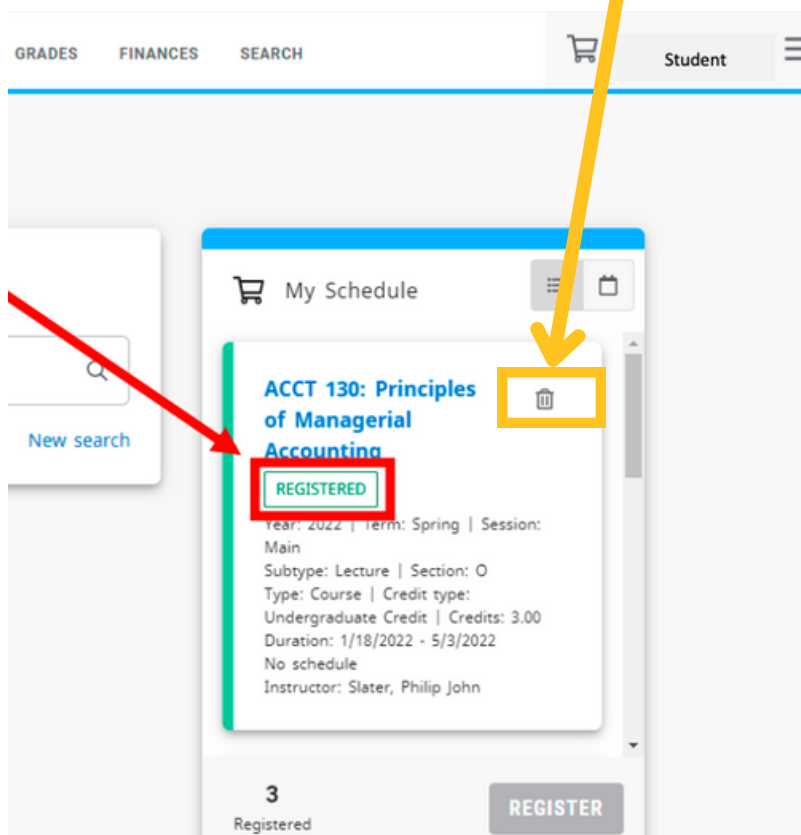 GRADES FINANCES SEARCH Student
My Schedule
New search
ACCT 130: Principles
of Managerial
Accounting
REGISTERED
Year: 2022 | Term: Spring | Session:
Main
Subtype: Lecture | Section: O
Type: Course | Credit type:
Undergraduate Credit | Credits: 3.00
Duration: 1/18/2022 - 5/3/2022
No schedule
Instructor: Slater, Philip John
3
Registered
REGISTER